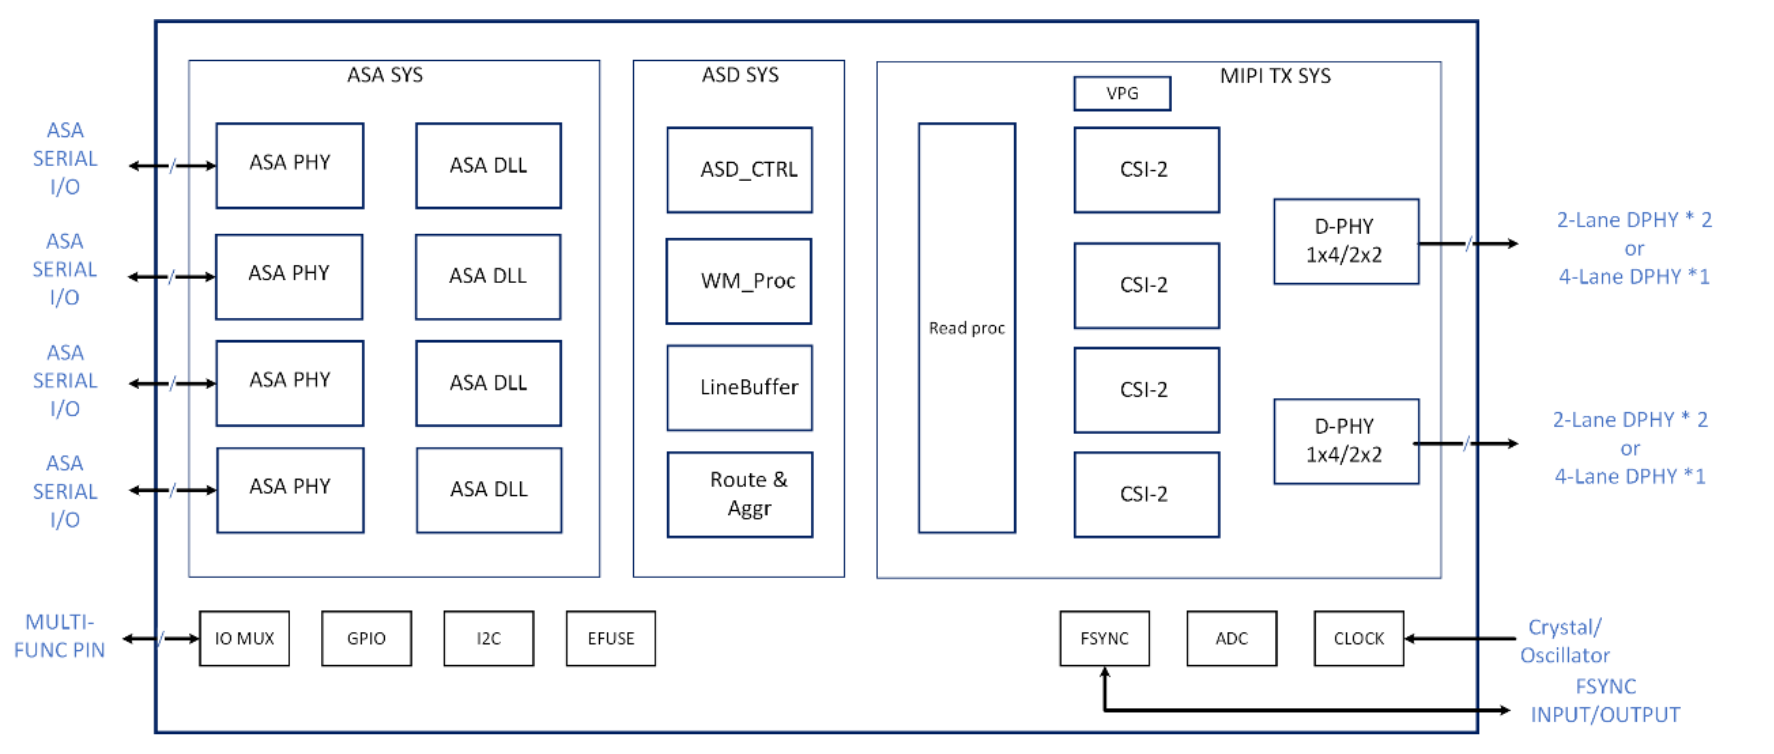 ASA SYS
ASD SYS
MIPI TX SYS
VPG
ASA
SERIAL
I/O
ASA PHY
ASA DLL
ASD_CTRL
CSI-2
ASA
SERIAL
I/O
ASA PHY
ASA DLL
WM_Proc
CSI-2
D-PHY
1x4/2x2
2-Lane DPHY * 2
or
4-Lane DPHY *1
Read proc
ASA
SERIAL
I/O
ASA PHY
ASA DLL
LineBuffer
CSI-2
D-PHY
1x4/2x2
2-Lane DPHY * 2
or
4-Lane DPHY *1
ASA
SERIAL
I/O
ASA PHY
ASA DLL
Route &
Aggr
CSI-2
MULTI-
FUNC PIN
IO MUX
GPIO
I2C
EFUSE
FSYNC
ADC
CLOCK
Crystal/
Oscillator
FSYNC
INPUT/OUTPUT